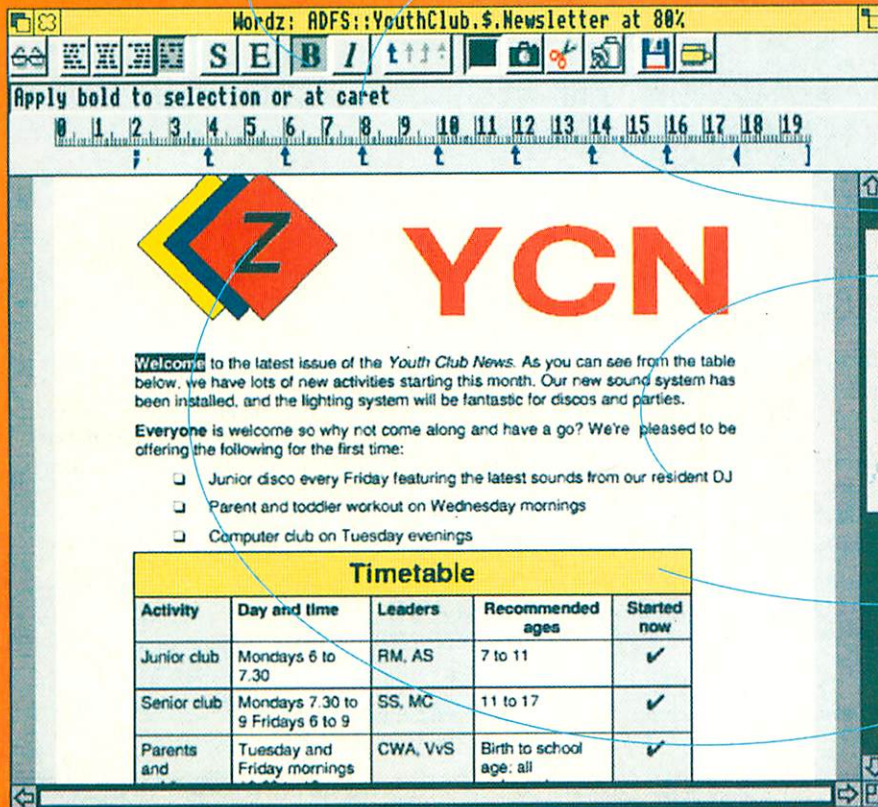 Wordz: ADFS::YouthClub.$.Newsletter at 80%
S E B I
Apply bold to selection or at caret
0 1 2 3 4 5 6 7 8 9 10 11 12 13 14 15 16 17 18 19
Z YCN
Welcome to the latest issue of the Youth Club News. As you can see from the table
below, we have lots of new activities starting this month. Our new sound system has
been installed, and the lighting system will be fantastic for discos and parties.
Everyone is welcome so why not come along and have a go? We're pleased to be
offering the following for the first time:
❑ Junior disco every Friday featuring the latest sounds from our resident DJ
❑ Parent and toddler workout on Wednesday mornings
❑ Computer club on Tuesday evenings
Timetable
Activity Day and time Leaders Recommended Started
ages now
Junior club Mondays 6 to RM, AS 7 to 11 ✔
7.30
Senior club Mondays 7.30 to SS, MC 11 to 17 ✔
9 Fridays 6 to 9
Parents Tuesday and CWA, VvS Birth to school ✔
and Friday mornings age: all